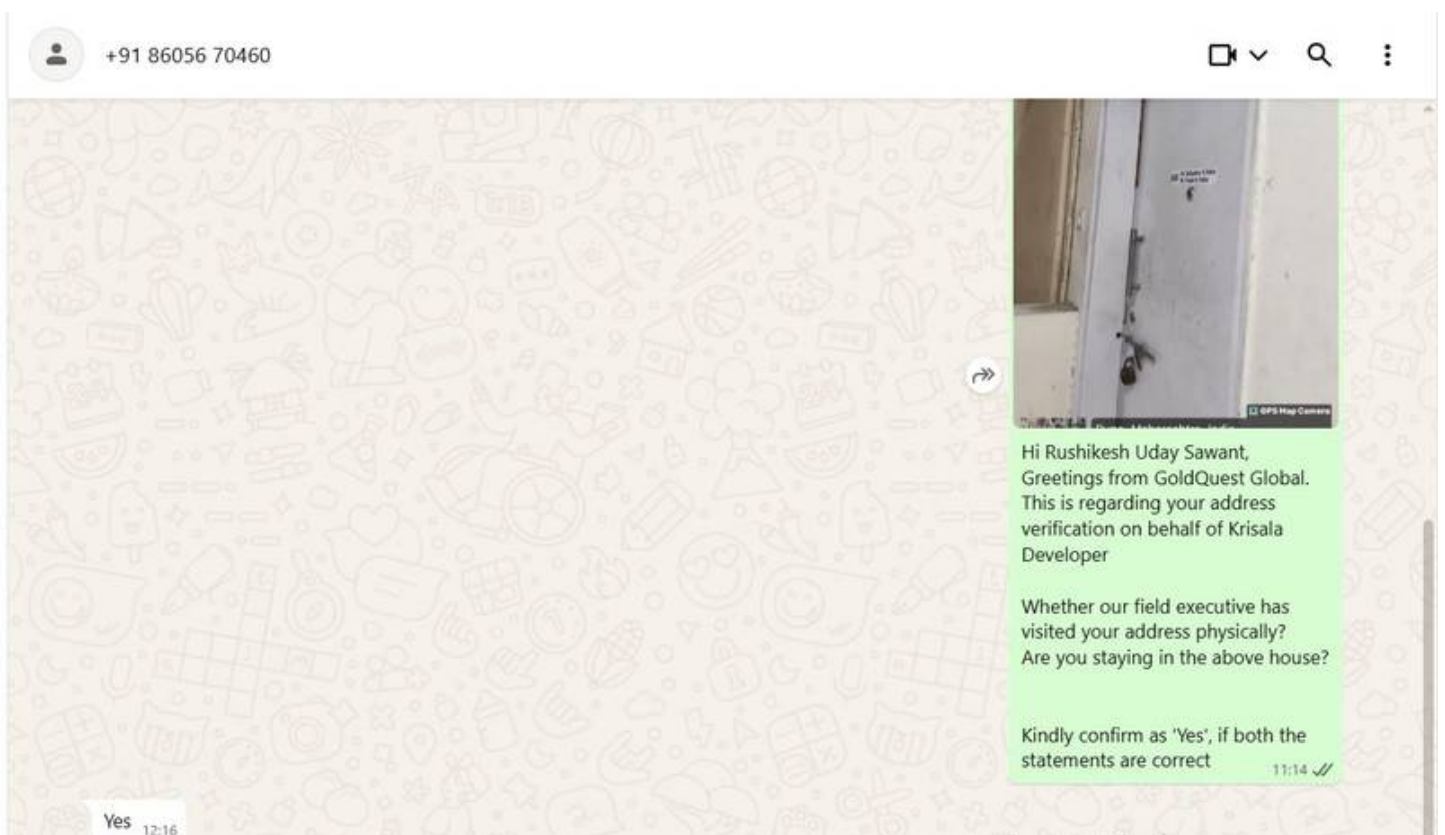 +91 86056 70460
GPS Map Camera
Hi Rushikesh Uday Sawant,
Greetings from GoldQuest Global.
This is regarding your address
verification on behalf of Krisala
Developer
Whether our field executive has
visited your address physically?
Are you staying in the above house?
Kindly confirm as 'Yes', if both the
statements are correct
11:14
Yes
12:16